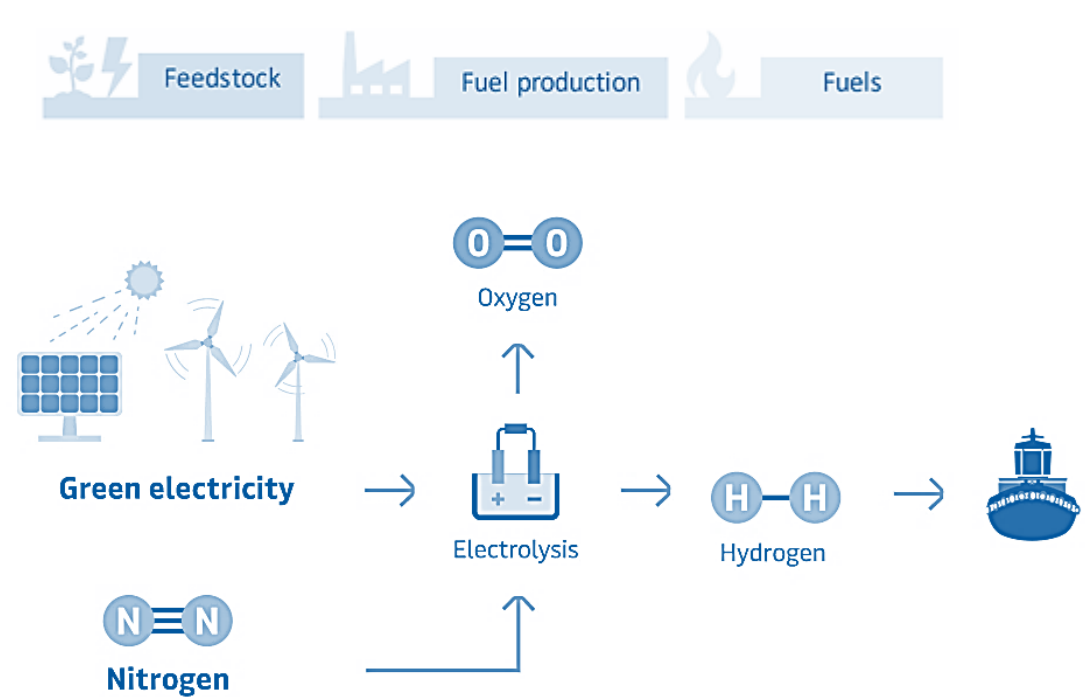 Feedstock
Fuel production
Fuels
O O
Oxygen
Green electricity
+ −
Electrolysis
H H
Hydrogen
N N
Nitrogen